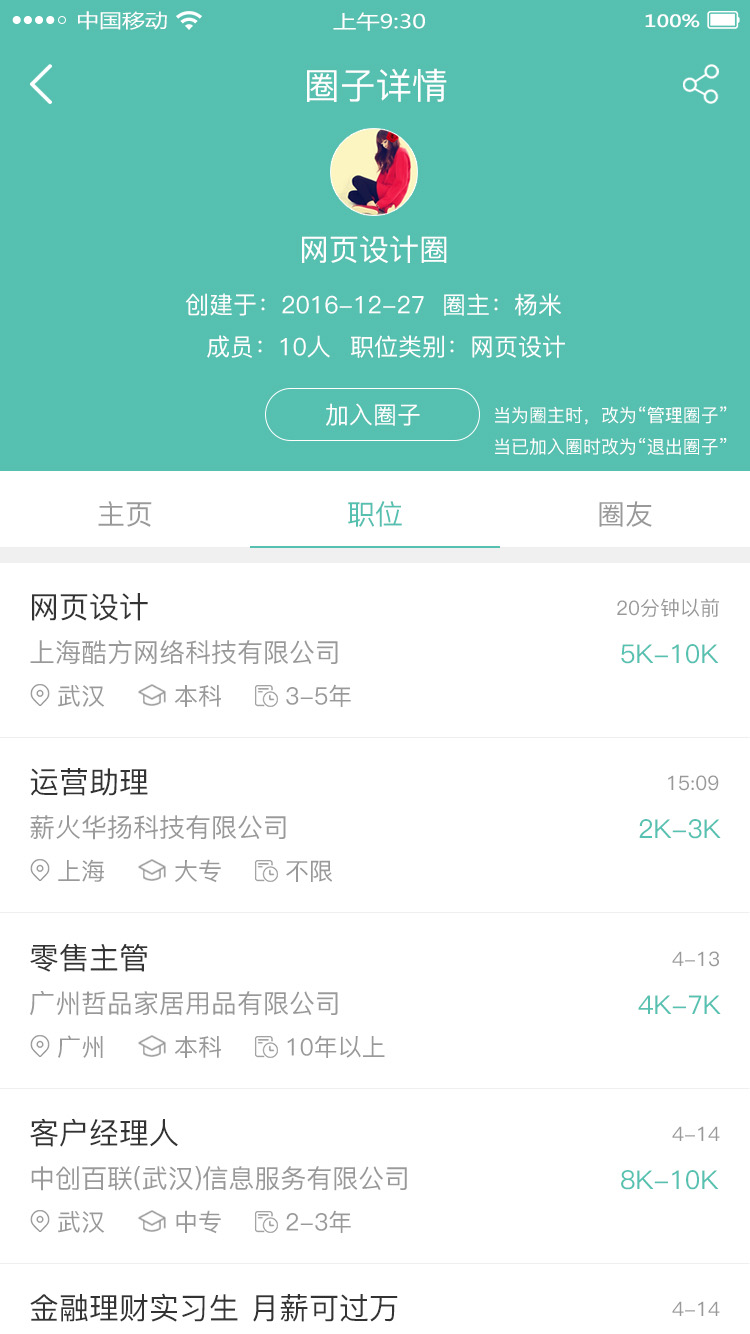 中国移动 上午9:30 100%
圈子详情
网页设计圈
创建于：2016-12-27 圈主：杨米
成员：10人 职位类别：网页设计
加入圈子
当为圈主时，改为“管理圈子”
当已加入圈时改为“退出圈子”
主页 职位 圈友
网页设计 20分钟以前
上海酷方网络科技有限公司 5K-10K
武汉 本科 3-5年
运营助理 15:09
薪火华扬科技有限公司 2K-3K
上海 大专 不限
零售主管 4-13
广州哲品家居用品有限公司 4K-7K
广州 本科 10年以上
客户经理人 4-14
中创百联(武汉)信息服务有限公司 8K-10K
武汉 中专 2-3年
金融理财实习生 月薪可过万 4-14